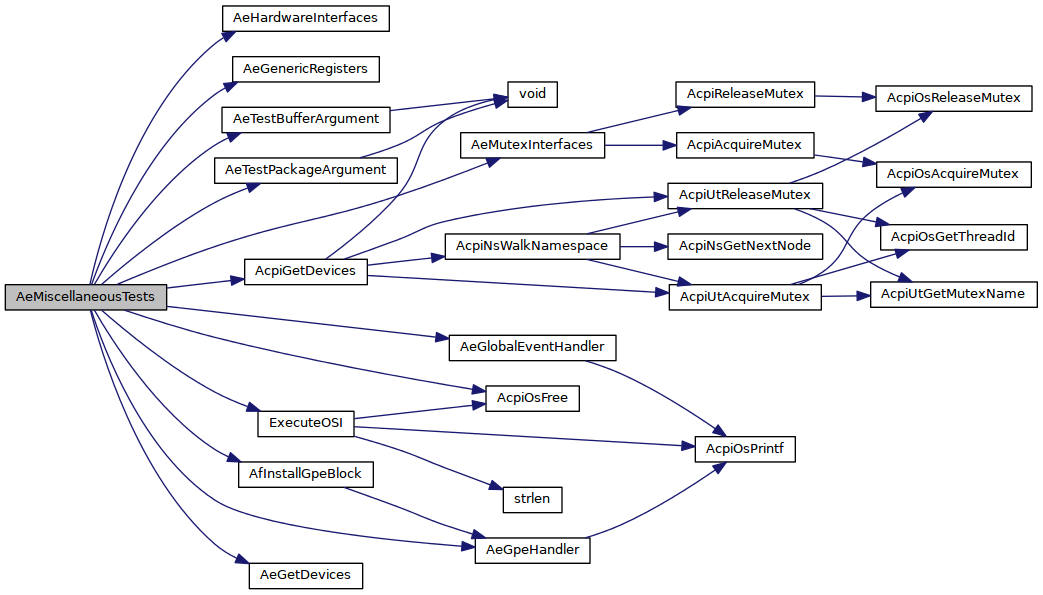 AeHardwareInterfaces
AeGenericRegisters
void
AcpiReleaseMutex
AcpiOsReleaseMutex
AeTestBufferArgument
AeMutexInterfaces
AcpiAcquireMutex
AeTestPackageArgument
AcpiOsAcquireMutex
AcpiUtReleaseMutex
AcpiOsGetThreadId
AcpiNsWalkNamespace
AcpiNsGetNextNode
AcpiGetDevices
AeMiscellaneousTests
AcpiUtAcquireMutex
AcpiUtGetMutexName
AeGlobalEventHandler
AcpiOsFree
ExecuteOSI
AcpiOsPrintf
AfInstallGpeBlock
strlen
AeGpeHandler
AeGetDevices